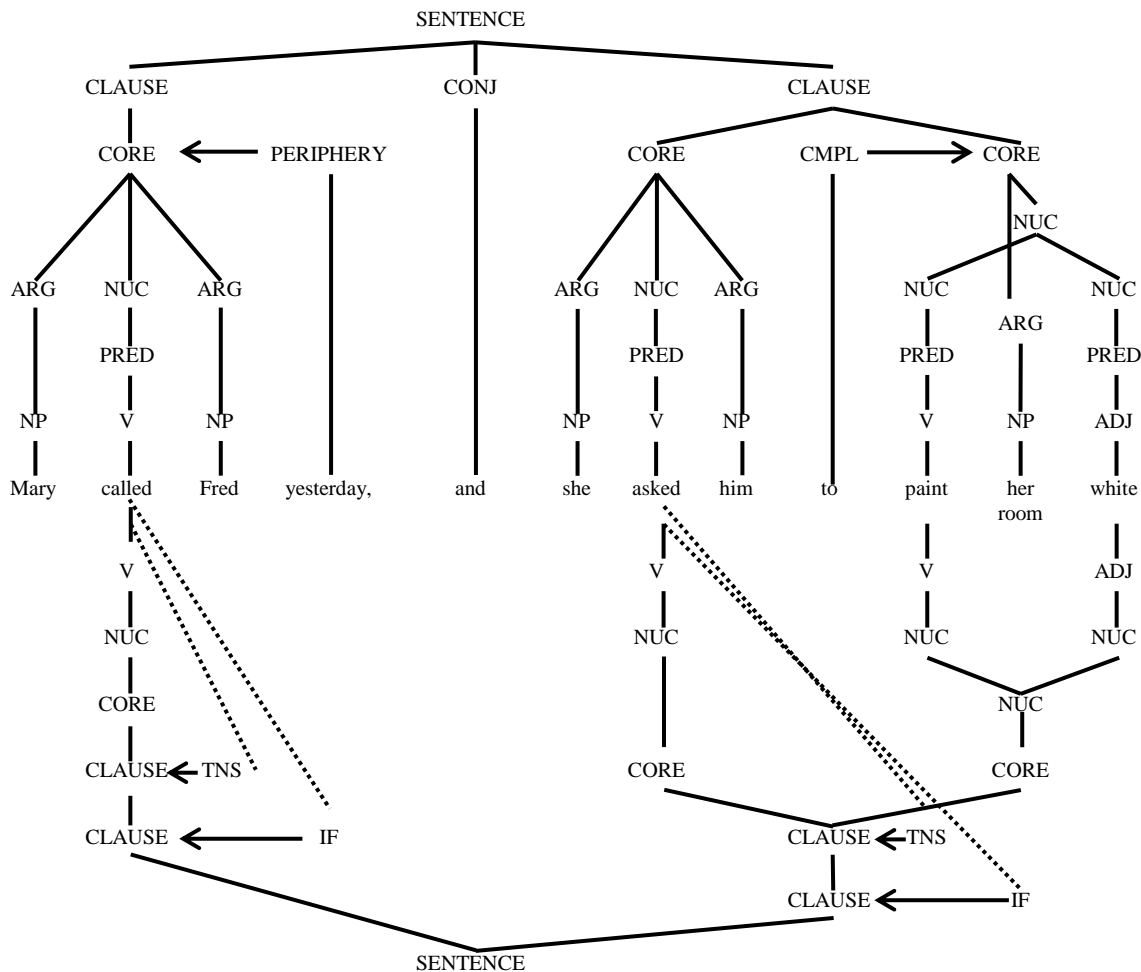 SENTENCE
CLAUSE CONJ CLAUSE
CORE PERIPHERY CORE CMPL CORE
NUC
ARG NUC ARG ARG NUC ARG NUC NUC
ARG
PRED PRED PRED PRED
NP V NP NP V NP V NP ADJ
Mary called Fred yesterday, and she asked him to paint her white
room
V V V ADJ
NUC NUC NUC NUC
CORE NUC
CLAUSE TNS CORE CORE
CLAUSE IF CLAUSE TNS
CLAUSE IF
SENTENCE